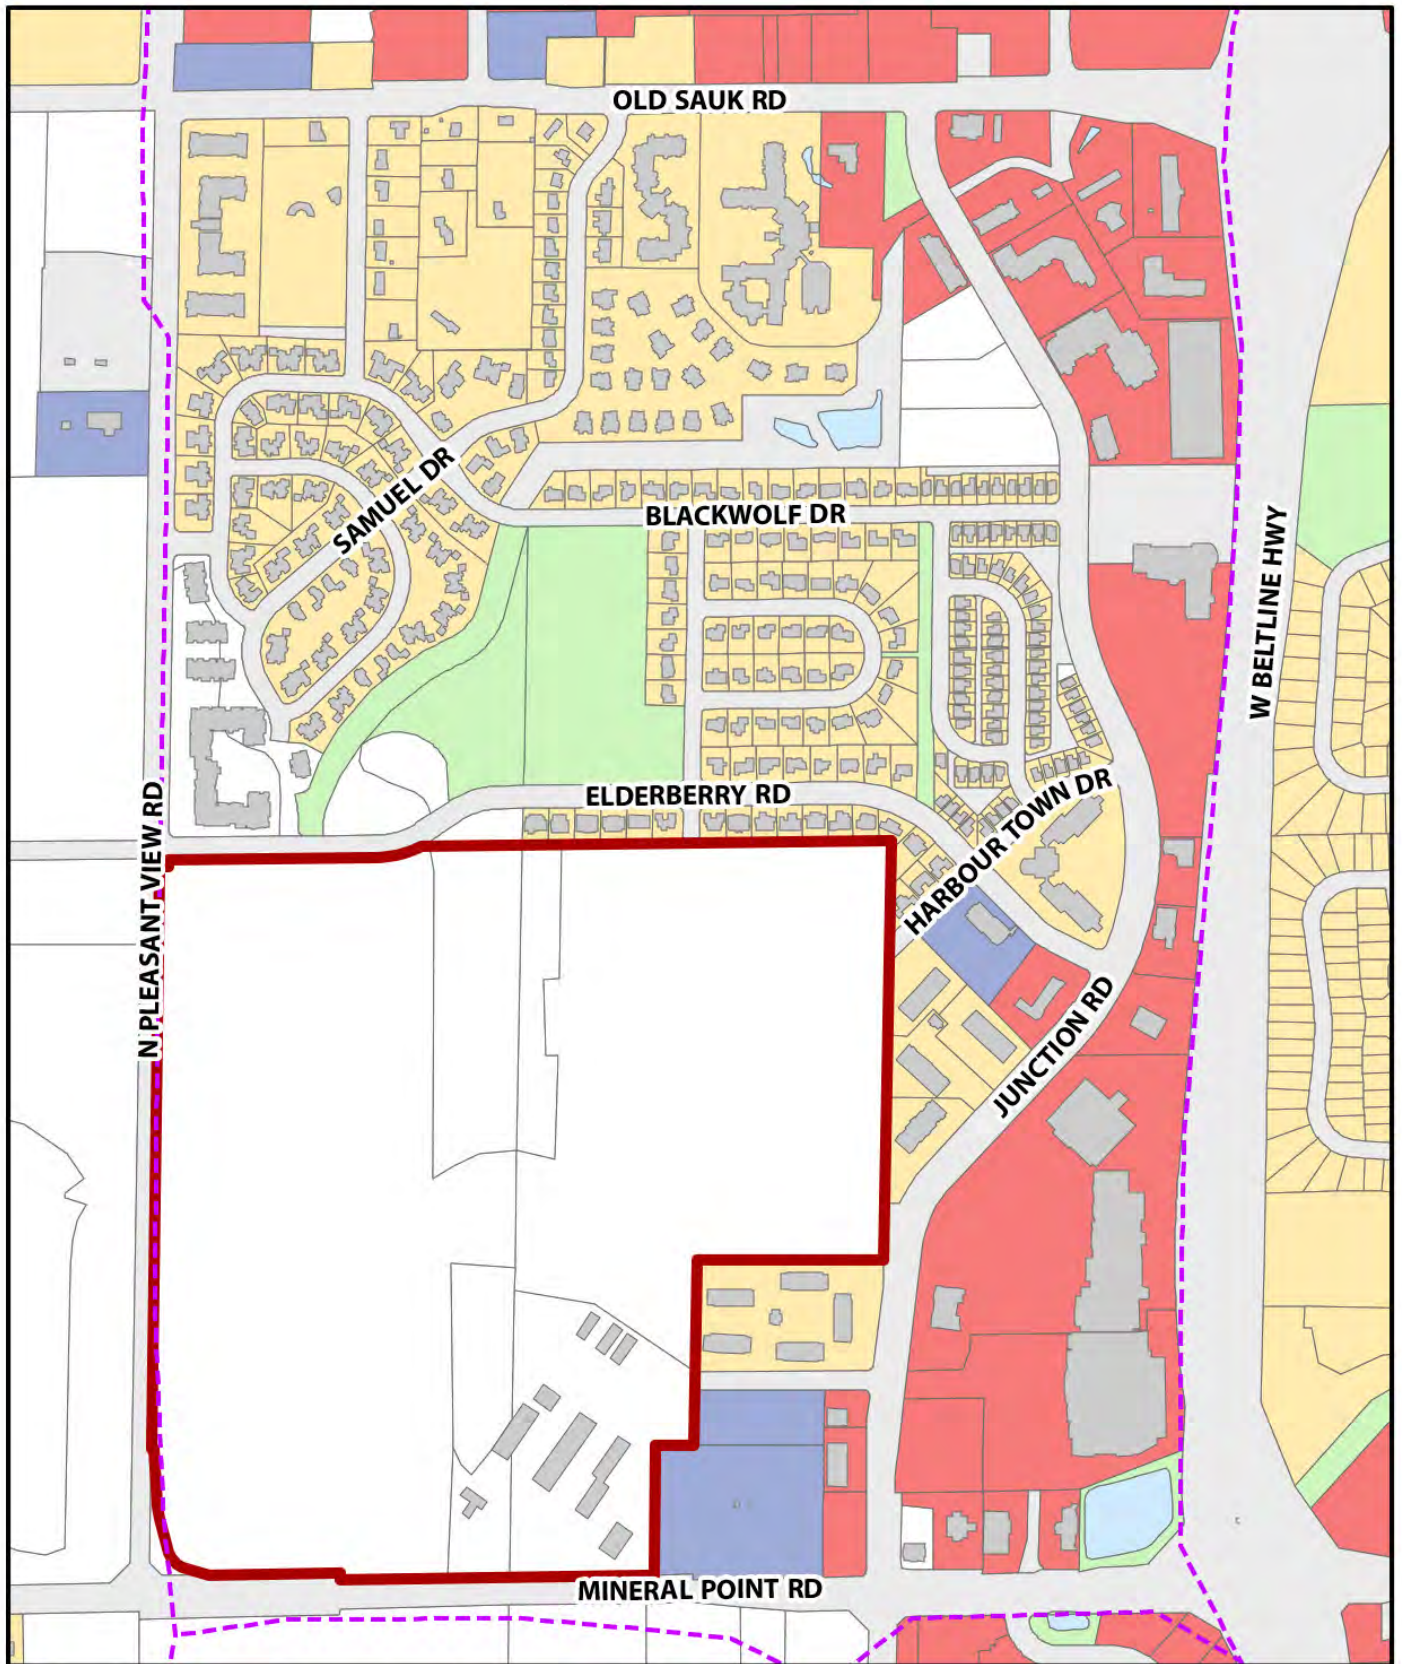 OLD SAUK RD
SAMUEL DR
BLACKWOLF DR
W BELTLINE HWY
ELDERBERRY RD
HARBOUR TOWN DR
N PLEASANT VIEW RD
JUNCTION RD
MINERAL POINT RD